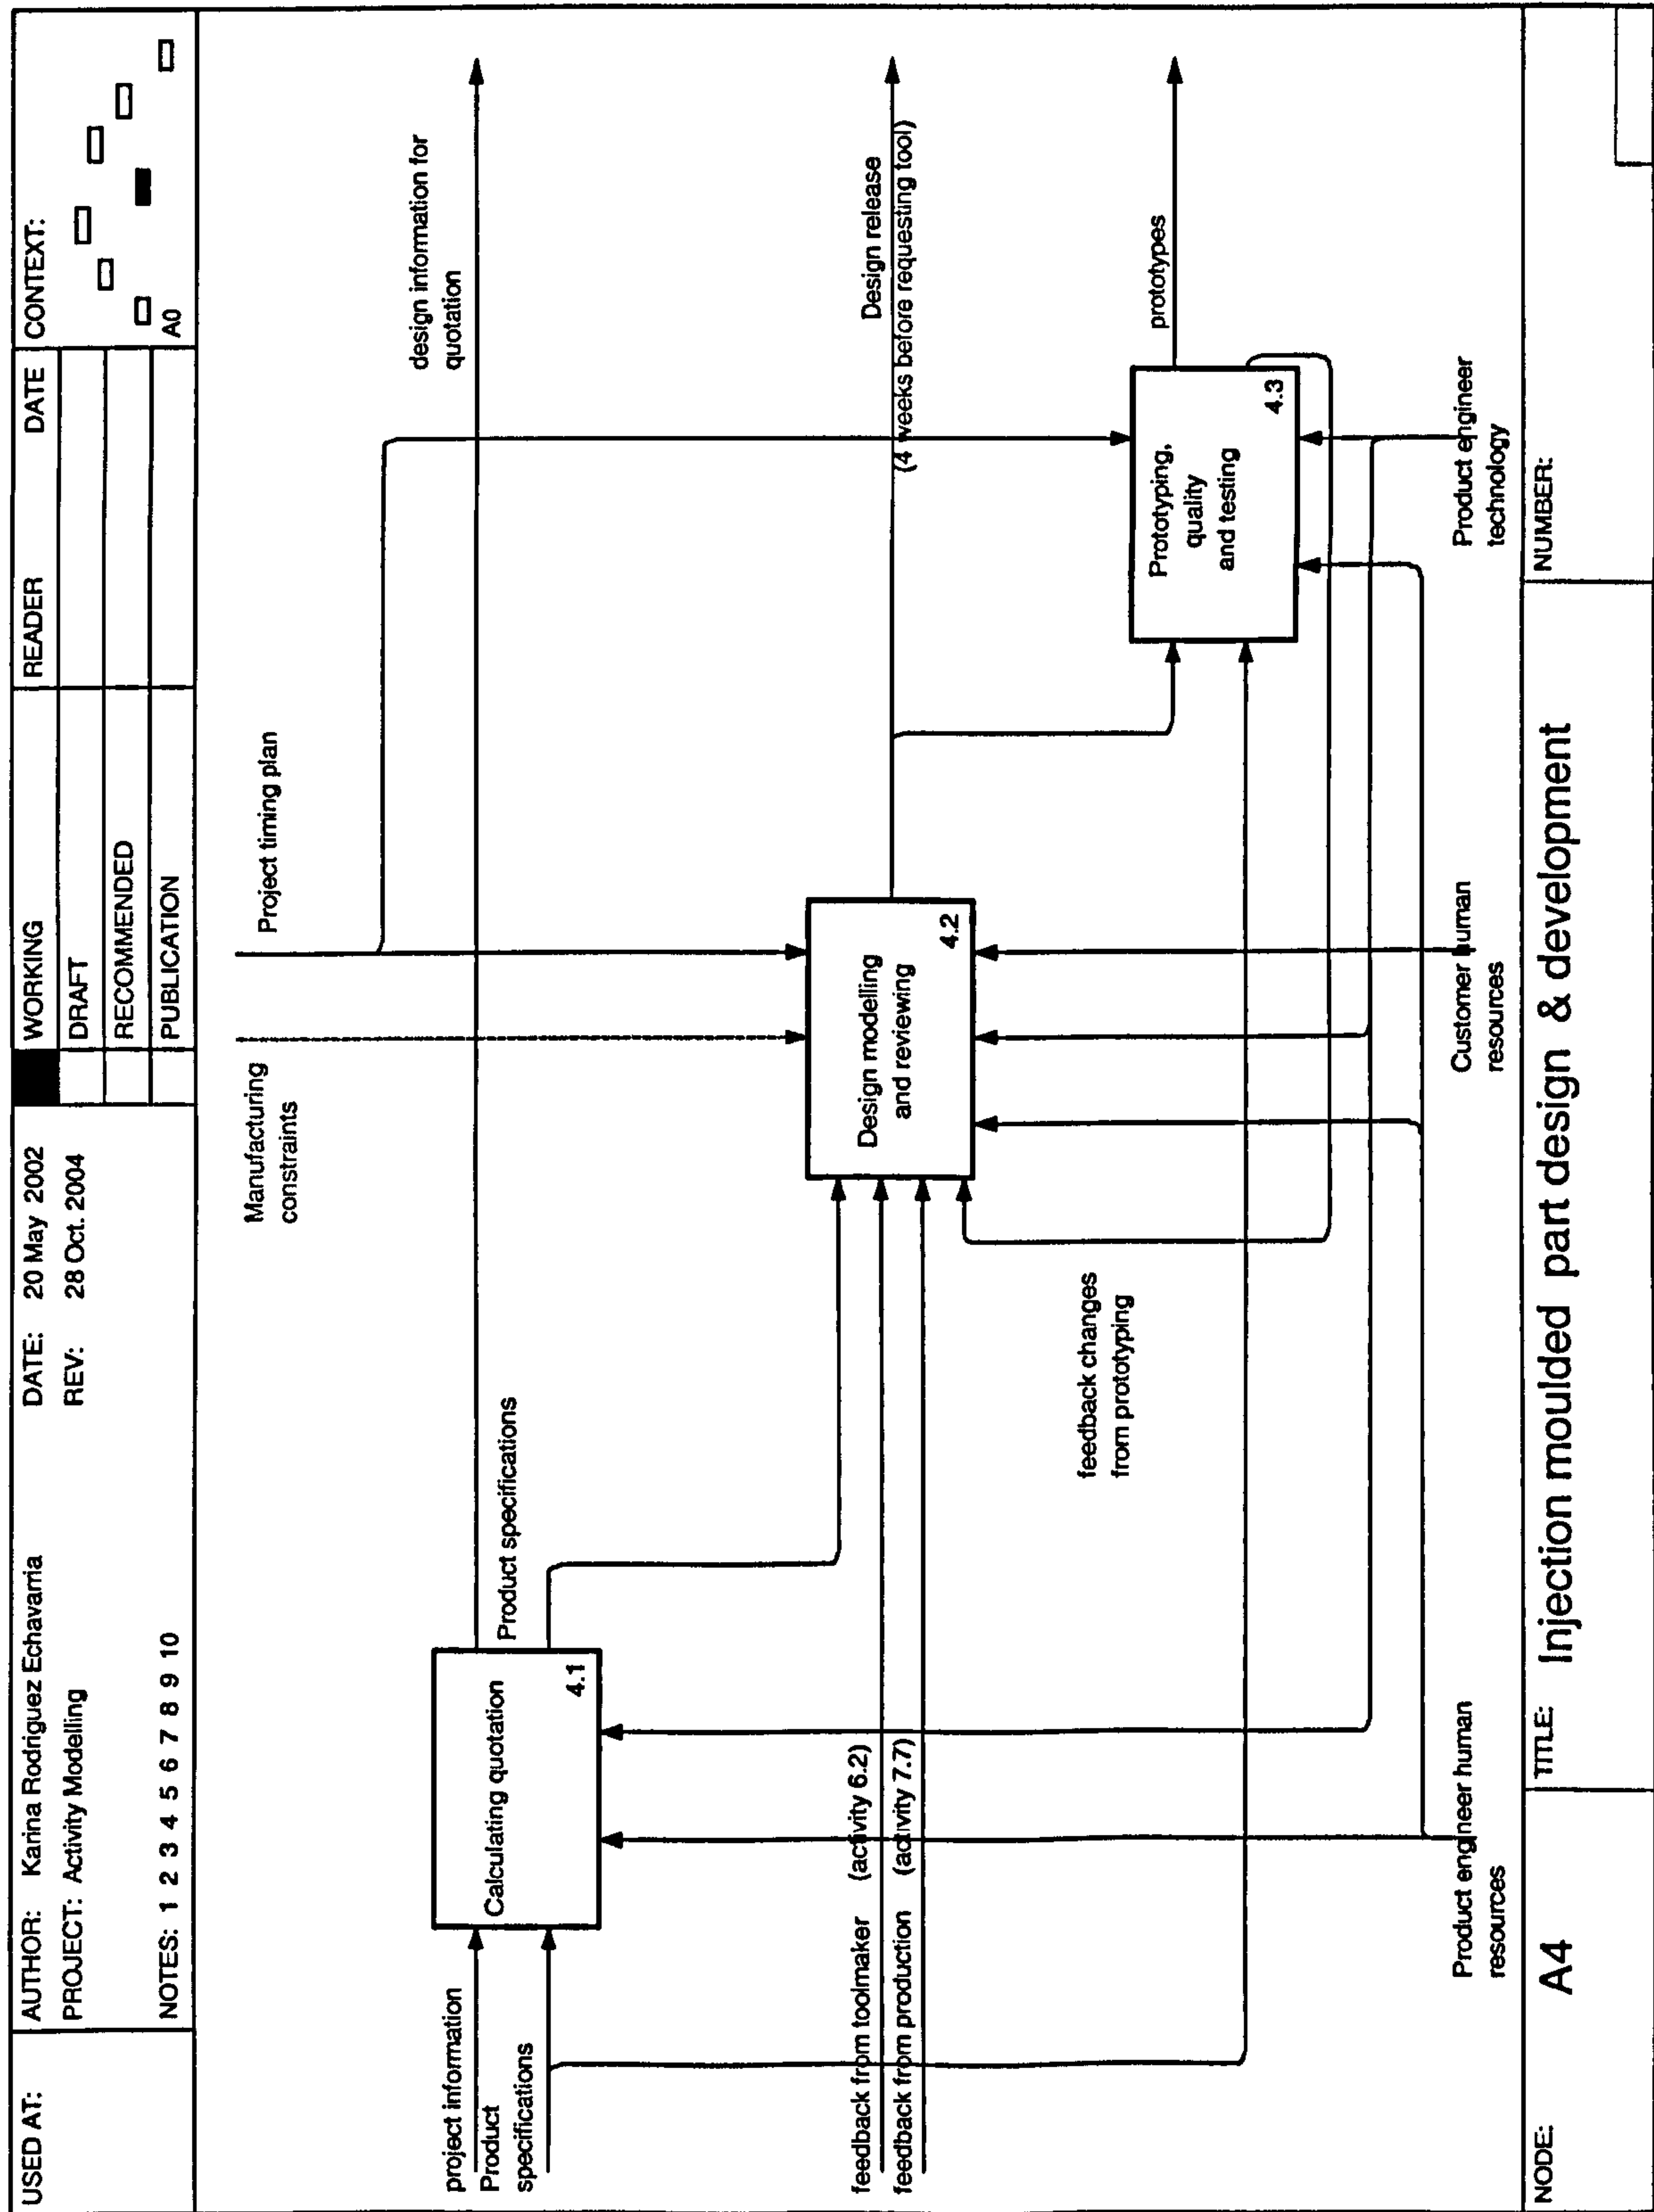 USED AT:
AUTHOR: Karina Rodriguez Echavarria
DATE: 20 May 2002
PROJECT: Activity Modelling
REV: 28 Oct. 2004
NOTES: 1 2 3 4 5 6 7 8 9 10
WORKING
DRAFT
RECOMMENDED
PUBLICATION
READER
DATE
CONTEXT:
A0
Manufacturing
constraints
Project timing plan
design information for
quotation
project information
Product
specifications
Calculating quotation
4.1
Product specifications
feedback from toolmaker (activity 6.2)
feedback from production (activity 7.7)
Design modelling
and reviewing
4.2
Design release
(4 weeks before requesting tool)
feedback changes
from prototyping
Prototyping,
quality
and testing
4.3
prototypes
Product engineer human
resources
Customer human
resources
Product engineer
technology
NODE:
A4
TITLE:
Injection moulded part design & development
NUMBER: